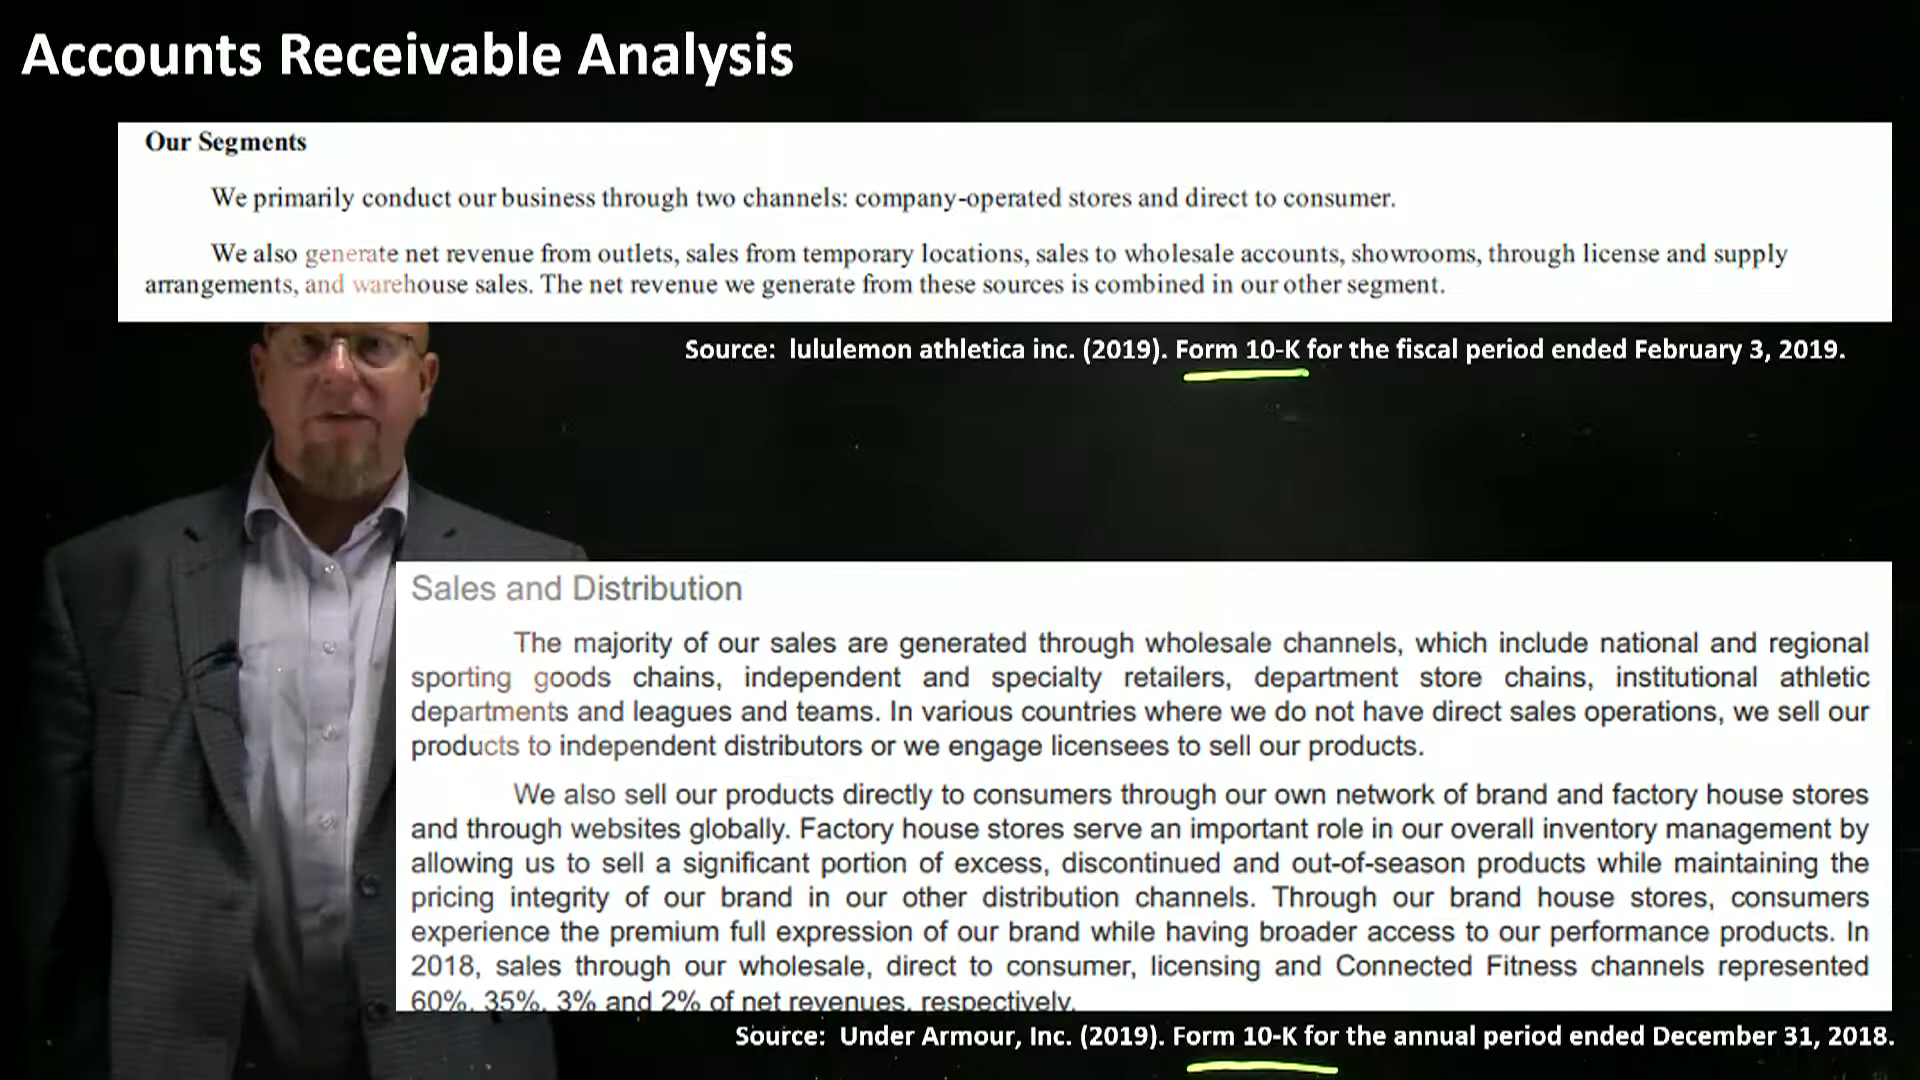 Accounts Receivable Analysis
Our Segments
We primarily conduct our business through two channels: company-operated stores and direct to consumer.
We also generate net revenue from outlets, sales from temporary locations, sales to wholesale accounts, showrooms, through license and supply
arrangements, and warehouse sales. The net revenue we generate from these sources is combined in our other segment.
Source: lululemon athletica inc. (2019). Form 10-K for the fiscal period ended February 3, 2019.
Sales and Distribution
The majority of our sales are generated through wholesale channels, which include national and regional
sporting goods chains, independent and specialty retailers, department store chains, institutional athletic
departments and leagues and teams. In various countries where we do not have direct sales operations, we sell our
products to independent distributors or we engage licensees to sell our products.
We also sell our products directly to consumers through our own network of brand and factory house stores
and through websites globally. Factory house stores serve an important role in our overall inventory management by
allowing us to sell a significant portion of excess, discontinued and out-of-season products while maintaining the
pricing integrity of our brand in our other distribution channels. Through our brand house stores, consumers
experience the premium full expression of our brand while having broader access to our performance products. In
2018, sales through our wholesale, direct to consumer, licensing and Connected Fitness channels represented
60%, 35%, 3% and 2% of net revenues, respectively.
Source: Under Armour, Inc. (2019). Form 10-K for the annual period ended December 31, 2018.